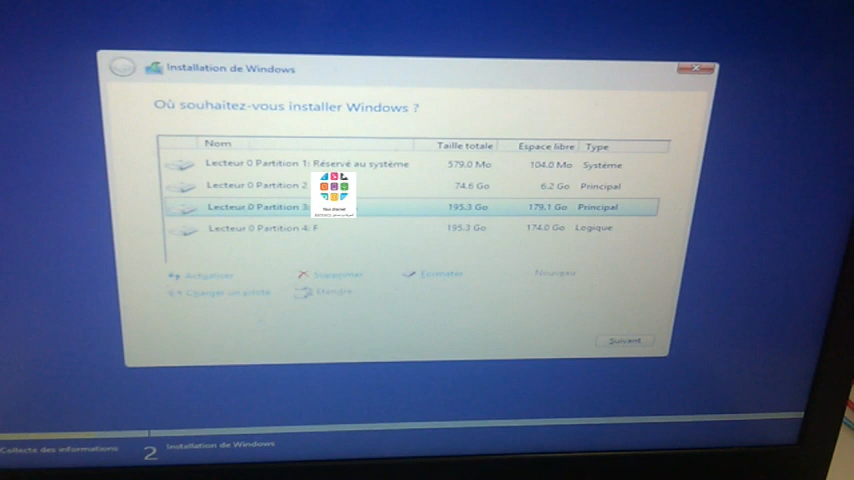 Installation de Windows
Où souhaitez-vous installer Windows ?
Nom Taille totale Espace libre Type
Lecteur 0 Partition 1: Réservé au système 579.0 Mo 104.0 Mo Système
Lecteur 0 Partition 2 74.6 Go 6.2 Go Principal
Lecteur 0 Partition 3: 195.3 Go 179.1 Go Principal
Lecteur 0 Partition 4: F 195.3 Go 174.0 Go Logique
Actualiser Supprimer Formater Nouveau
Charger un pilote Étendre
Suivant
Collecte des informations 2 Installation de Windows